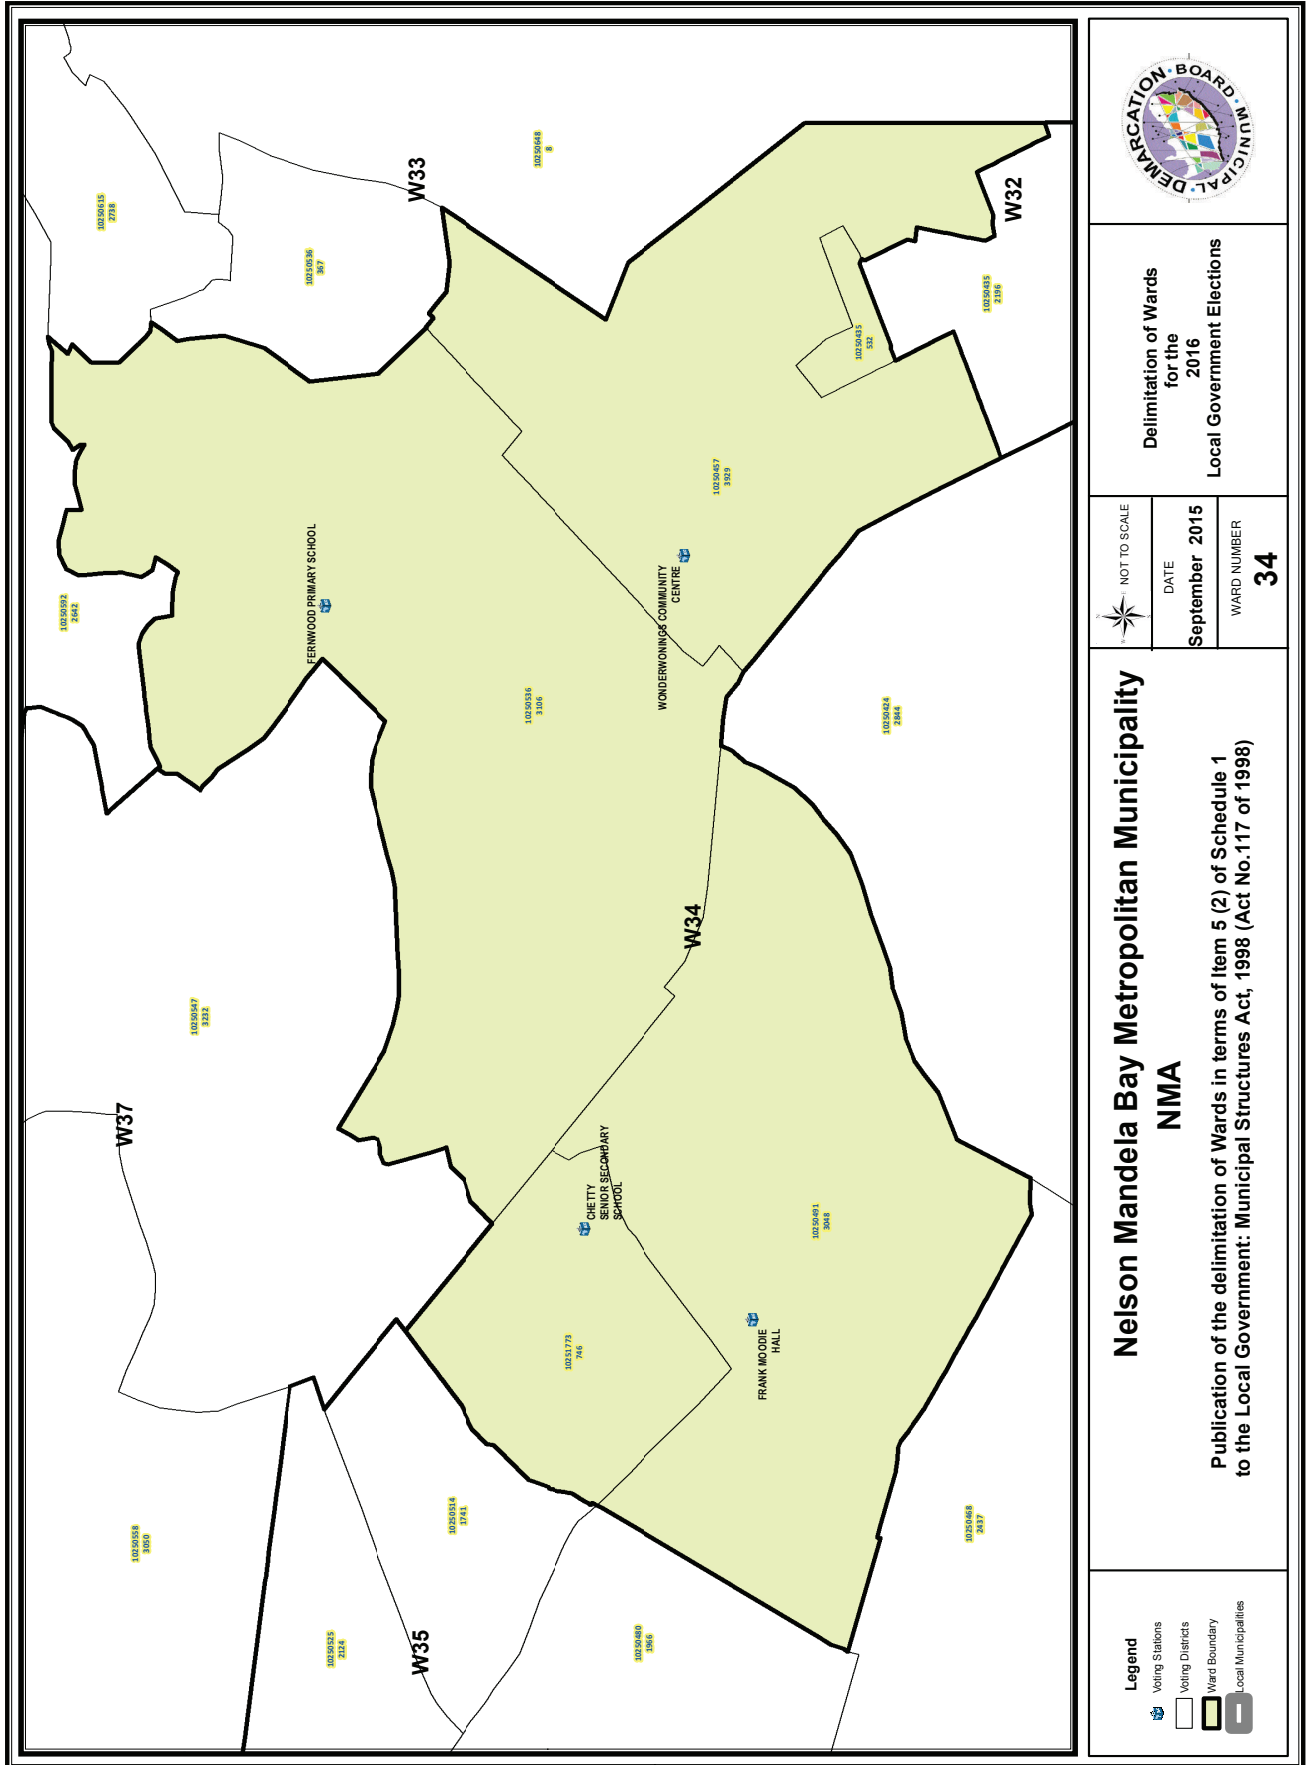 10250558
3050
W37
10250547
3232
10250592
2642
10250615
2738
10250536
367
W33
10250648
8
FERNWOOD PRIMARY SCHOOL
10250525
2124
W35
10250514
1741
10250480
1966
10251773
746
CHETTY
SENIOR SECONDARY
SCHOOL
10250536
3106
WONDERWONINGS COMMUNITY
CENTRE
10250457
3929
W34
FRANK MOODIE
HALL
10250491
3048
10250435
532
10250424
2844
10250435
2196
W32
10250468
2437
Legend
Voting Stations
Voting Districts
Ward Boundary
Local Municipalities
Nelson Mandela Bay Metropolitan Municipality
NMA
Publication of the delimitation of Wards in terms of Item 5 (2) of Schedule 1
to the Local Government: Municipal Structures Act, 1998 (Act No.117 of 1998)
N
W
E
S
NOT TO SCALE
DATE
September 2015
WARD NUMBER
34
Delimitation of Wards
for the
2016
Local Government Elections
MUNICIPAL DEMARCATION BOARD